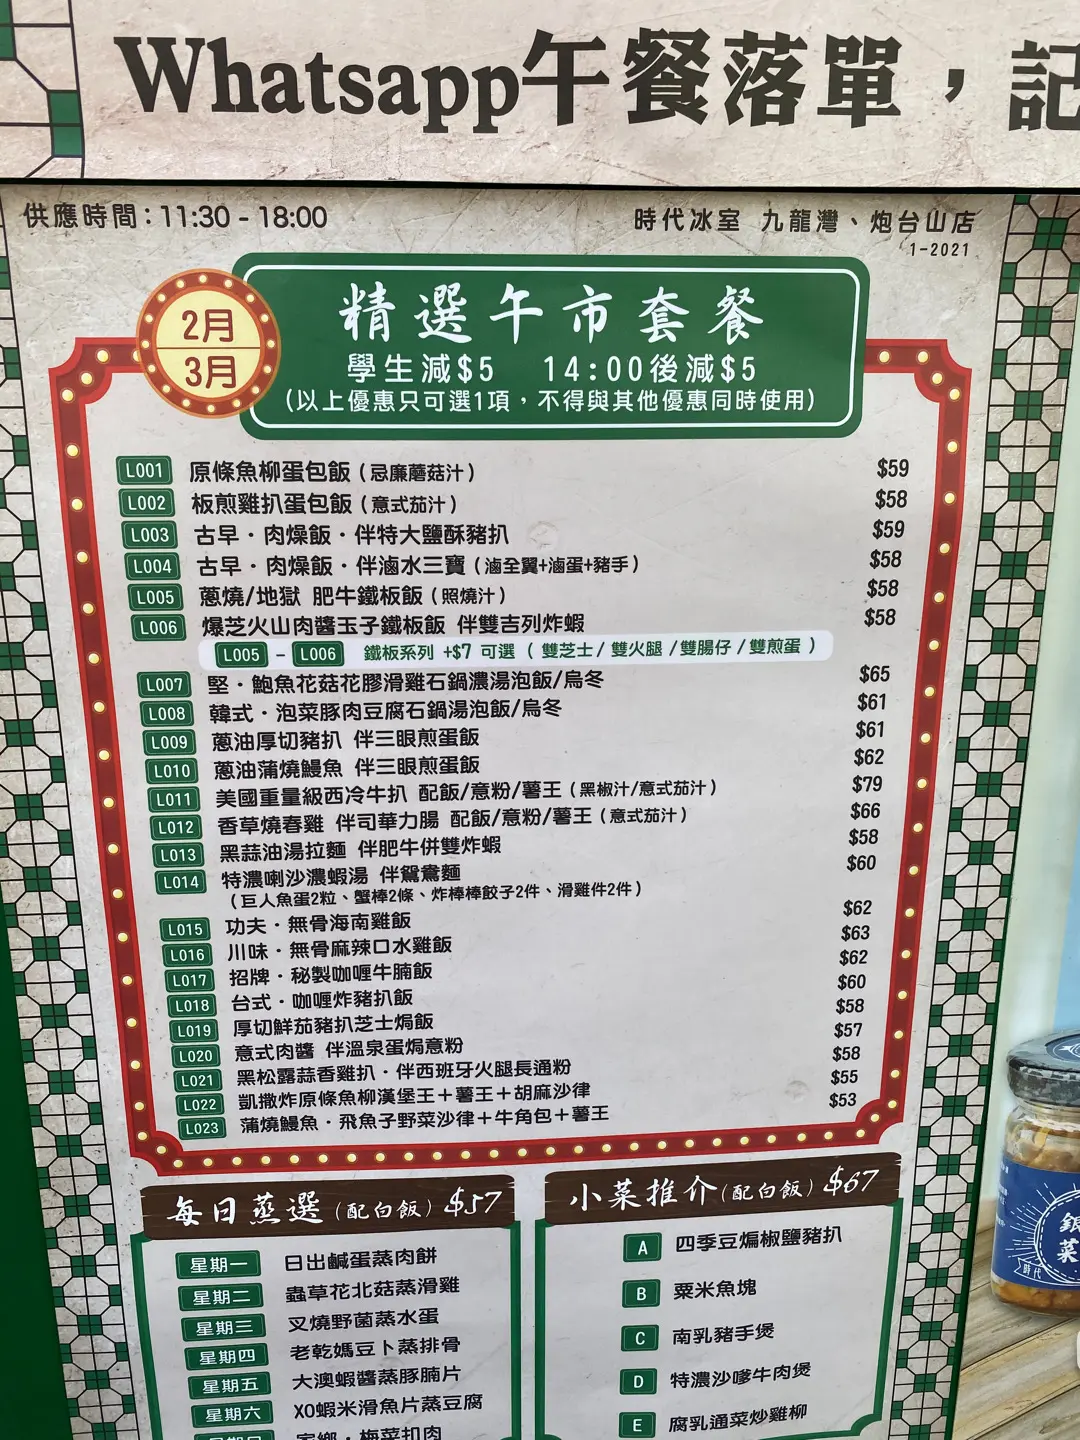 Whatsapp午餐落單，記
供應時間：11:30 - 18:00
時代冰室 九龍灣、炮台山店
1-2021
2月
3月
精選午市套餐
學生減$5 14:00後減$5
(以上優惠只可選1項，不得與其他優惠同時使用)
L001 原條魚柳蛋包飯（忌廉蘑菇汁） $59
L002 板煎雞扒蛋包飯（意式茄汁） $58
L003 古早・肉燥飯・伴特大鹽酥豬扒 $59
L004 古早・肉燥飯・伴滷水三寶（滷全翼+滷蛋+豬手） $58
L005 蔥燒/地獄 肥牛鐵板飯（照燒汁） $58
L006 爆芝火山肉醬玉子鐵板飯 伴雙吉列炸蝦 $58
L005 - L006 鐵板系列 +$7 可選（雙芝士/雙火腿/雙腸仔/雙煎蛋）
L007 堅・鮑魚花菇花膠滑雞石鍋濃湯泡飯/烏冬 $65
L008 韓式・泡菜豚肉豆腐石鍋湯泡飯/烏冬 $61
L009 蔥油厚切豬扒 伴三眼煎蛋飯 $61
L010 蔥油蒲燒鰻魚 伴三眼煎蛋飯 $62
L011 美國重量級西冷牛扒 配飯/意粉/薯王（黑椒汁/意式茄汁） $79
L012 香草燒春雞 伴司華力腸 配飯/意粉/薯王（意式茄汁） $66
L013 黑蒜油湯拉麵 伴肥牛併雙炸蝦 $58
L014 特濃喇沙濃蝦湯 伴鴛鴦麵 $60
（巨人魚蛋2粒、蟹棒2條、炸棒棒餃子2件、滑雞件2件）
L015 功夫・無骨海南雞飯 $62
L016 川味・無骨麻辣口水雞飯 $63
L017 招牌・秘製咖喱牛腩飯 $62
L018 台式・咖喱炸豬扒飯 $60
L019 厚切鮮茄豬扒芝士焗飯 $58
L020 意式肉醬 伴溫泉蛋焗意粉 $57
L021 黑松露蒜香雞扒・伴西班牙火腿長通粉 $58
L022 凱撒炸原條魚柳漢堡王＋薯王＋胡麻沙律 $55
L023 蒲燒鰻魚・飛魚子野菜沙律＋牛角包＋薯王 $53
每日蒸選（配白飯）$57
星期一 日出鹹蛋蒸肉餅
星期二 蟲草花北菇蒸滑雞
星期三 叉燒野菌蒸水蛋
星期四 老乾媽豆卜蒸排骨
星期五 大澳蝦醬蒸豚腩片
星期六 XO蝦米滑魚片蒸豆腐
星期日 家鄉・梅菜扣肉
小菜推介（配白飯）$67
A 四季豆煸椒鹽豬扒
B 粟米魚塊
C 南乳豬手煲
D 特濃沙嗲牛肉煲
E 腐乳通菜炒雞柳
銀
菜
時代